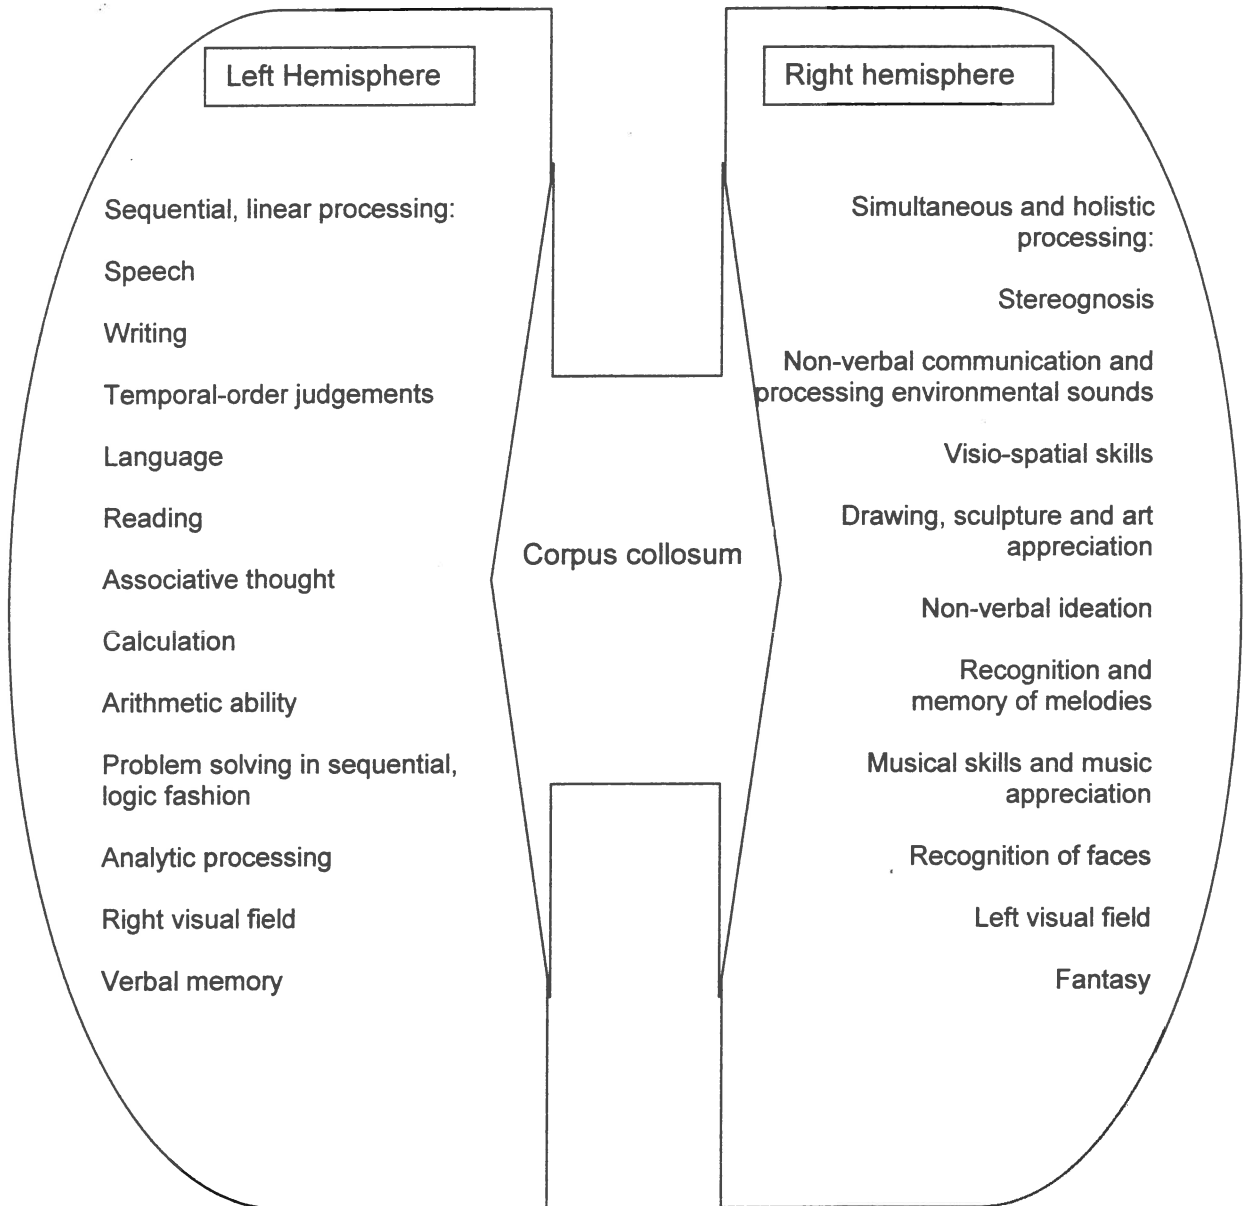 Left Hemisphere
Sequential, linear processing:
Speech
Writing
Temporal-order judgements
Language
Reading
Associative thought
Calculation
Arithmetic ability
Problem solving in sequential,
logic fashion
Analytic processing
Right visual field
Verbal memory
Corpus collosum
Right hemisphere
Simultaneous and holistic
processing:
Stereognosis
Non-verbal communication and
processing environmental sounds
Visio-spatial skills
Drawing, sculpture and art
appreciation
Non-verbal ideation
Recognition and
memory of melodies
Musical skills and music
appreciation
Recognition of faces
Left visual field
Fantasy